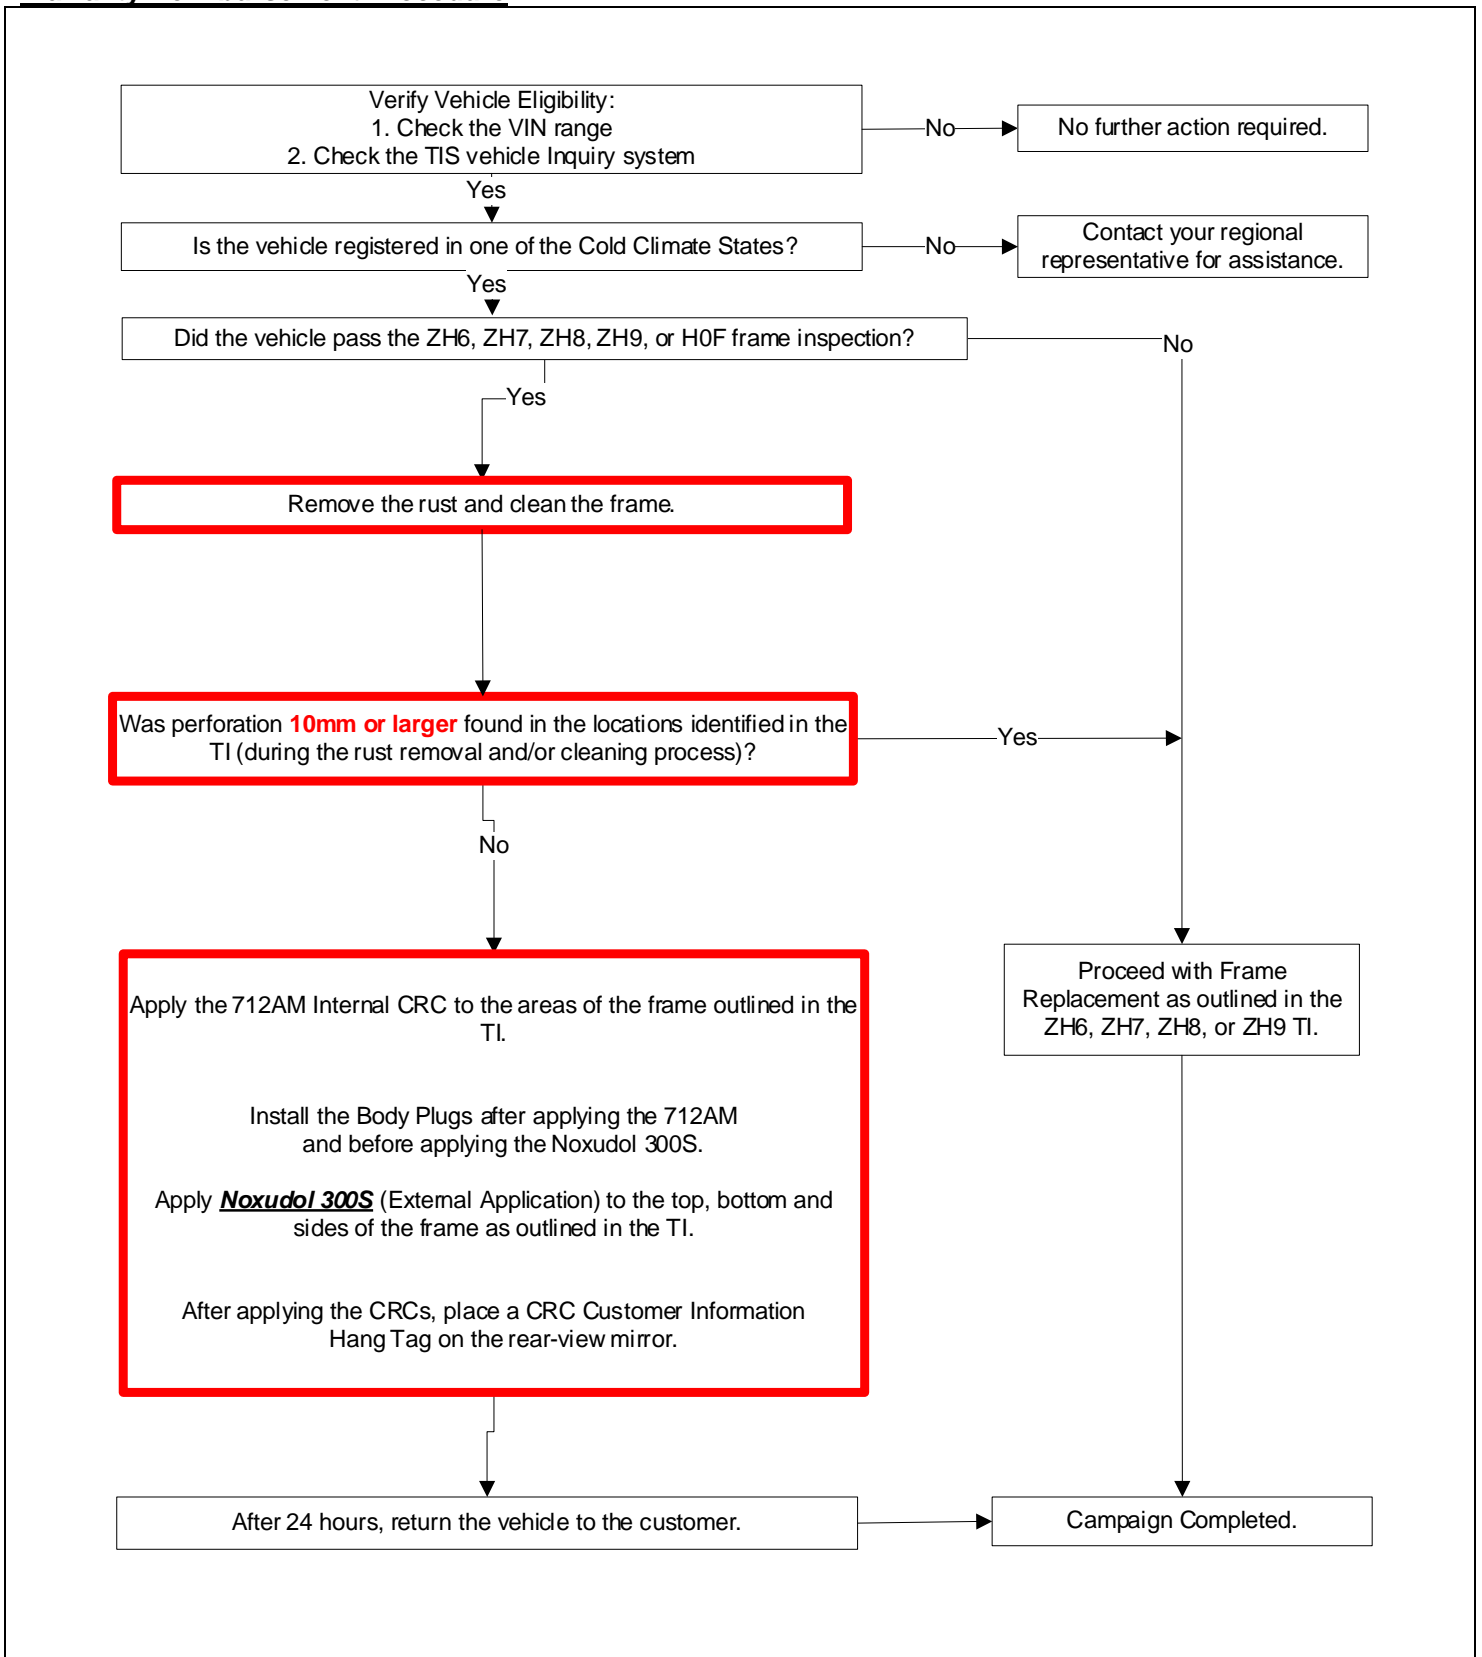 Verify Vehicle Eligibility:
1. Check the VIN range
2. Check the TIS vehicle Inquiry system
No
No further action required.
Yes
Is the vehicle registered in one of the Cold Climate States?
No
Contact your regional
representative for assistance.
Yes
Did the vehicle pass the ZH6, ZH7, ZH8, ZH9, or H0F frame inspection?
No
Yes
Remove the rust and clean the frame.
Was perforation 10mm or larger found in the locations identified in the
TI (during the rust removal and/or cleaning process)?
Yes
No
Apply the 712AM Internal CRC to the areas of the frame outlined in the
TI.
Install the Body Plugs after applying the 712AM
and before applying the Noxudol 300S.
Apply Noxudol 300S (External Application) to the top, bottom and
sides of the frame as outlined in the TI.
After applying the CRCs, place a CRC Customer Information
Hang Tag on the rear-view mirror.
Proceed with Frame
Replacement as outlined in the
ZH6, ZH7, ZH8, or ZH9 TI.
After 24 hours, return the vehicle to the customer.
Campaign Completed.